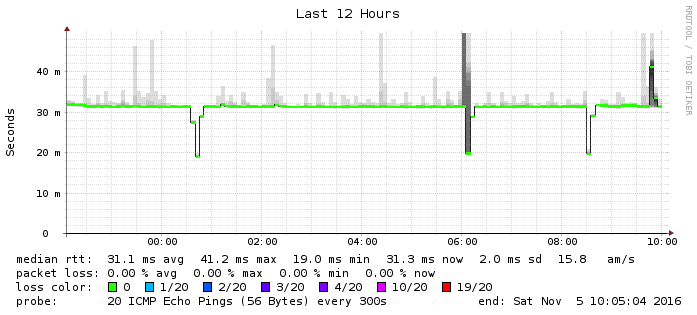 Last 12 Hours
RRDTOOL / TOBI OETIKER
Seconds
40 m
30 m
20 m
10 m
0
00:00 02:00 04:00 06:00 08:00 10:00
median rtt: 31.1 ms avg 41.2 ms max 19.0 ms min 31.3 ms now 2.0 ms sd 15.8 am/s
packet loss: 0.00 % avg 0.00 % max 0.00 % min 0.00 % now
loss color: 0 1/20 2/20 3/20 4/20 10/20 19/20
probe: 20 ICMP Echo Pings (56 Bytes) every 300s end: Sat Nov 5 10:05:04 2016